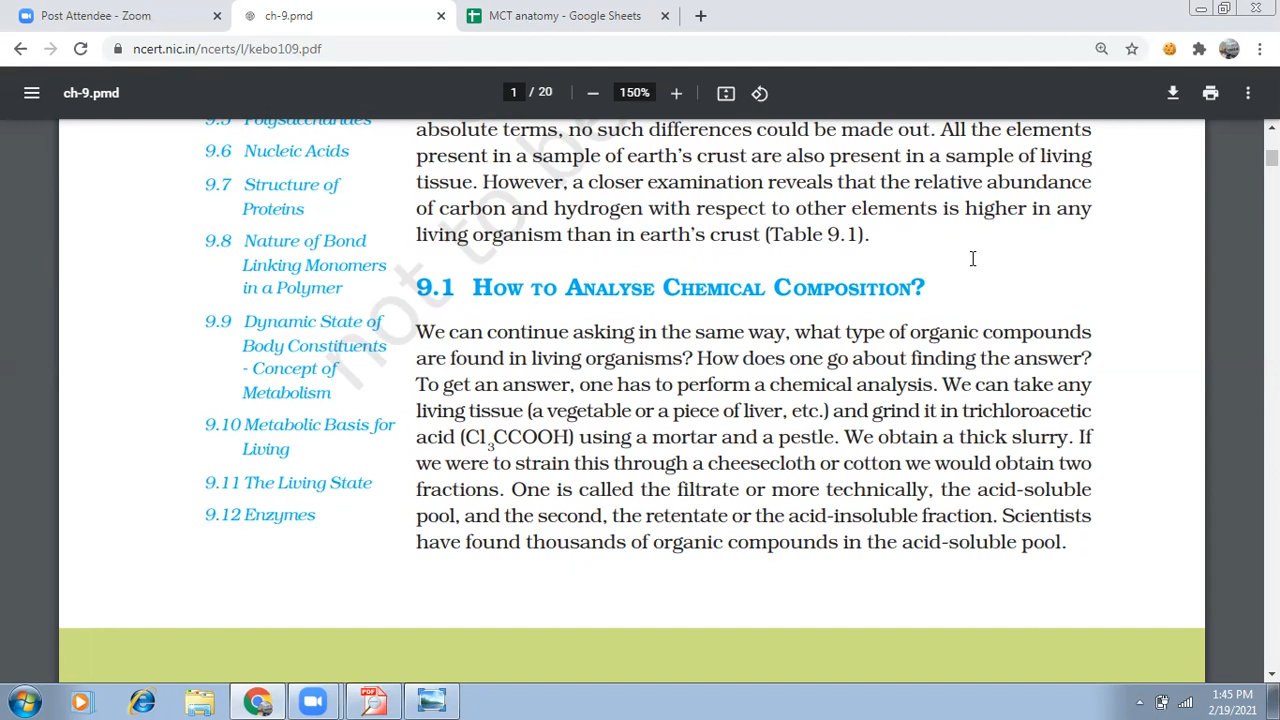 Post Attendee - Zoom
ch-9.pmd
MCT anatomy - Google Sheets
ncert.nic.in/ncerts/l/kebo109.pdf
ch-9.pmd
1 / 20
150%
9.5 Polysaccharides
9.6 Nucleic Acids
9.7 Structure of
Proteins
9.8 Nature of Bond
Linking Monomers
in a Polymer
9.9 Dynamic State of
Body Constituents
- Concept of
Metabolism
9.10 Metabolic Basis for
Living
9.11 The Living State
9.12 Enzymes
absolute terms, no such differences could be made out. All the elements
present in a sample of earth's crust are also present in a sample of living
tissue. However, a closer examination reveals that the relative abundance
of carbon and hydrogen with respect to other elements is higher in any
living organism than in earth's crust (Table 9.1).
9.1 How to Analyse Chemical Composition?
We can continue asking in the same way, what type of organic compounds
are found in living organisms? How does one go about finding the answer?
To get an answer, one has to perform a chemical analysis. We can take any
living tissue (a vegetable or a piece of liver, etc.) and grind it in trichloroacetic
acid (Cl3CCOOH) using a mortar and a pestle. We obtain a thick slurry. If
we were to strain this through a cheesecloth or cotton we would obtain two
fractions. One is called the filtrate or more technically, the acid-soluble
pool, and the second, the retentate or the acid-insoluble fraction. Scientists
have found thousands of organic compounds in the acid-soluble pool.
not to be
1:45 PM
2/19/2021